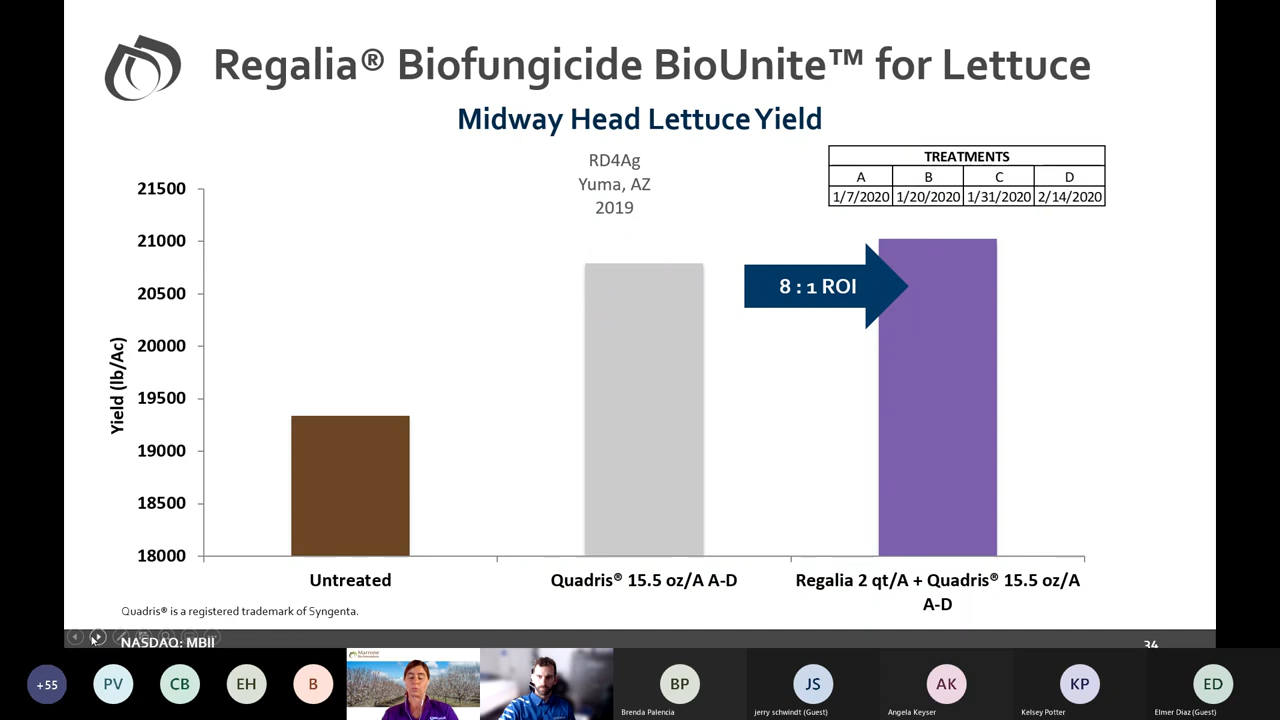 Regalia® Biofungicide BioUnite™ for Lettuce
Midway Head Lettuce Yield
RD4Ag
Yuma, AZ
2019
TREATMENTS
A B C D
1/7/2020 1/20/2020 1/31/2020 2/14/2020
21500
21000
20500
20000
19500
19000
18500
18000
Yield (lb/Ac)
8 : 1 ROI
Untreated
Quadris® 15.5 oz/A A-D
Regalia 2 qt/A + Quadris® 15.5 oz/A
A-D
Quadris® is a registered trademark of Syngenta.
NASDAQ: MBII
34
+55
PV
CB
EH
B
Marrone
BP
JS
AK
KP
ED
Brenda Palencia
jerry schwindt (Guest)
Angela Keyser
Kelsey Potter
Elmer Diaz (Guest)